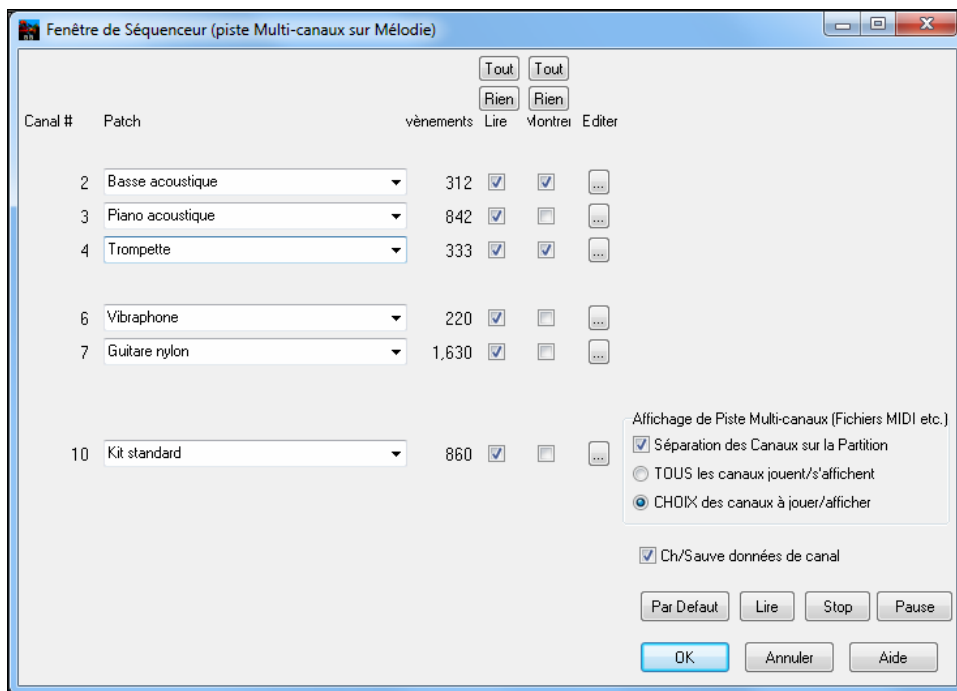 Fenêtre de Séquenceur (piste Multi-canaux sur Mélodie)
Tout Tout
Rien Rien
Canal # Patch vènements Lire Montrer Editer
2 Basse acoustique 312 ...
3 Piano acoustique 842 ...
4 Trompette 333 ...
6 Vibraphone 220 ...
7 Guitare nylon 1,630 ...
10 Kit standard 860 ...
Affichage de Piste Multi-canaux (Fichiers MIDI etc.)
Séparation des Canaux sur la Partition
TOUS les canaux jouent/s'affichent
CHOIX des canaux à jouer/afficher
Ch/Sauve données de canal
Par Defaut Lire Stop Pause
OK Annuler Aide